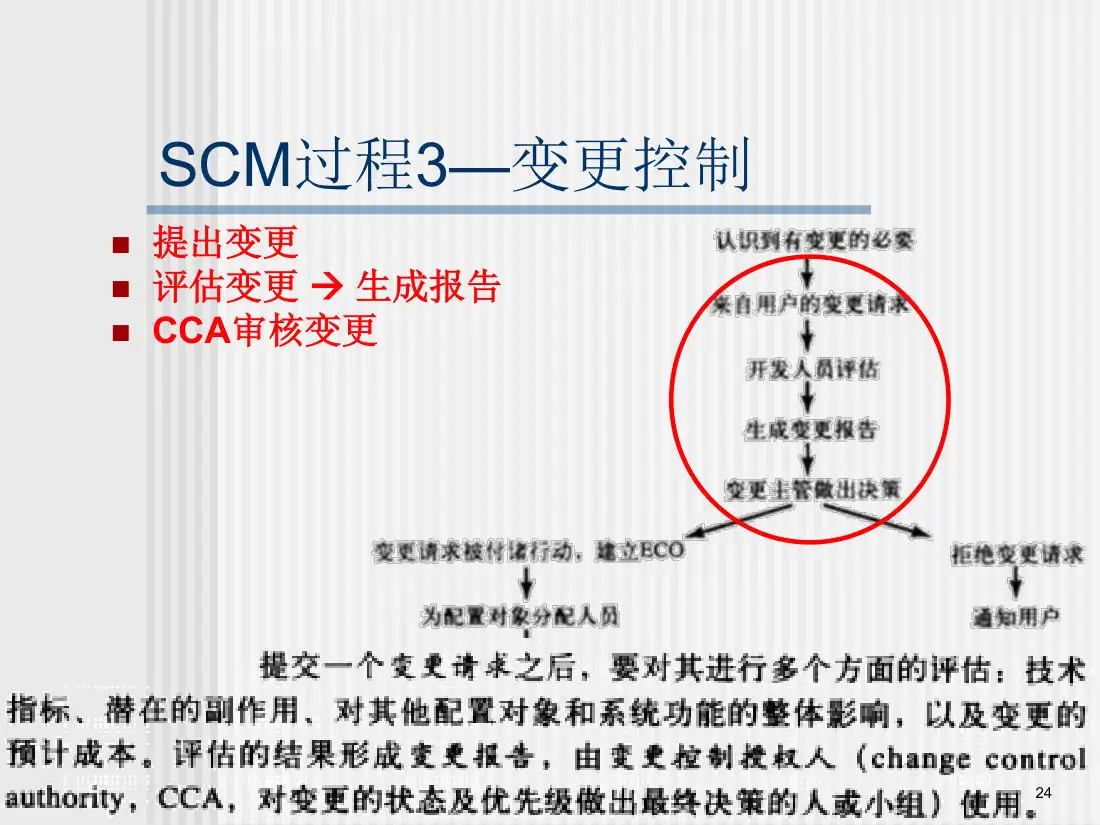 SCM过程3—变更控制
提出变更
评估变更 → 生成报告
CCA审核变更
认识到有变更的必要
来自用户的变更请求
开发人员评估
生成变更报告
变更主管做出决策
变更请求被付诸行动，建立ECO
拒绝变更请求
为配置对象分配人员
通知用户
提交一个变更请求之后，要对其进行多个方面的评估：技术
指标、潜在的副作用、对其他配置对象和系统功能的整体影响，以及变更的
预计成本。评估的结果形成变更报告，由变更控制授权人（change control
authority，CCA，对变更的状态及优先级做出最终决策的人或小组）使用。
24